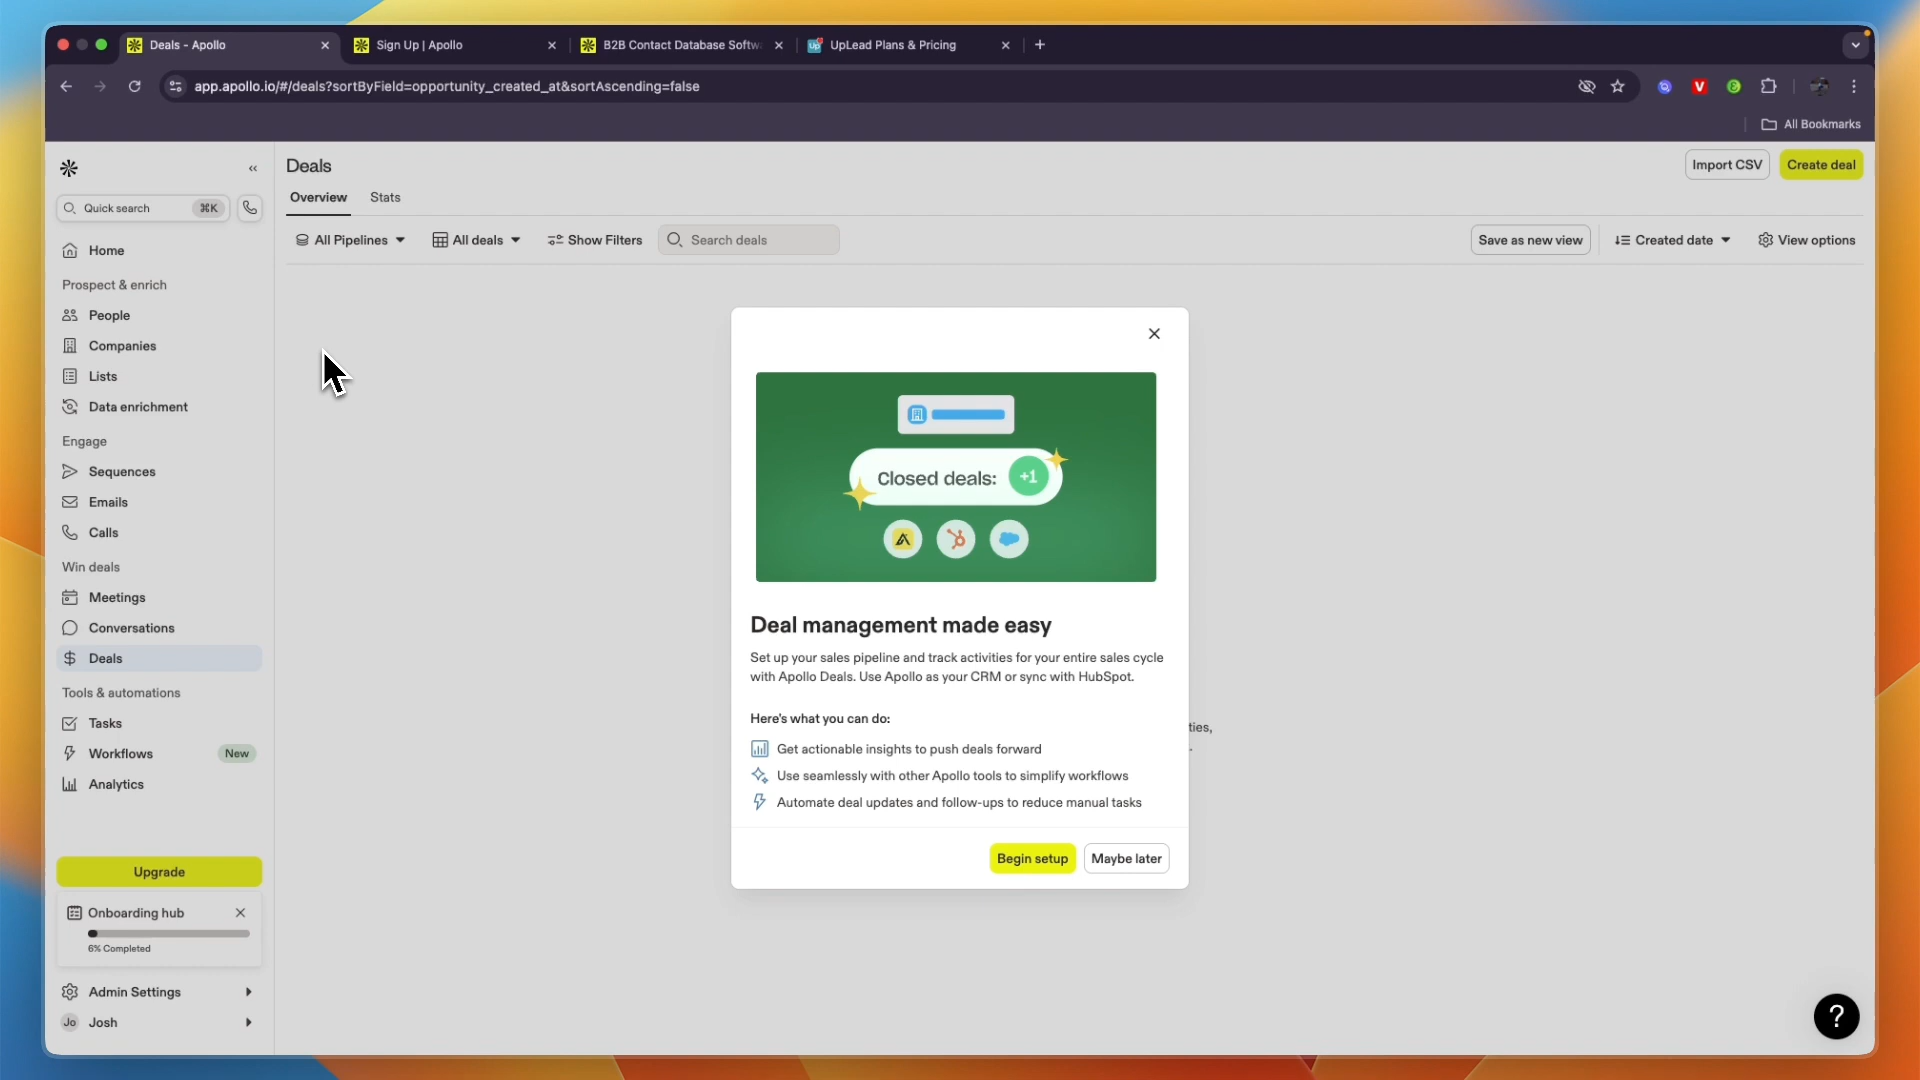 Deals - Apollo
Sign Up | Apollo
B2B Contact Database Softw
UpLead Plans & Pricing
app.apollo.io/#/deals?sortByField=opportunity_created_at&sortAscending=false
All Bookmarks
Quick search
⌘K
Home
Prospect & enrich
People
Companies
Lists
Data enrichment
Engage
Sequences
Emails
Calls
Win deals
Meetings
Conversations
Deals
Tools & automations
Tasks
Workflows New
Analytics
Upgrade
Onboarding hub
6% Completed
Admin Settings
Jo Josh
Deals
Import CSV
Create deal
Overview
Stats
All Pipelines
All deals
Show Filters
Search deals
Save as new view
Created date
View options
Closed deals: +1
Deal management made easy
Set up your sales pipeline and track activities for your entire sales cycle
with Apollo Deals. Use Apollo as your CRM or sync with HubSpot.
Here's what you can do:
Get actionable insights to push deals forward
Use seamlessly with other Apollo tools to simplify workflows
Automate deal updates and follow-ups to reduce manual tasks
Begin setup
Maybe later
ties,
?